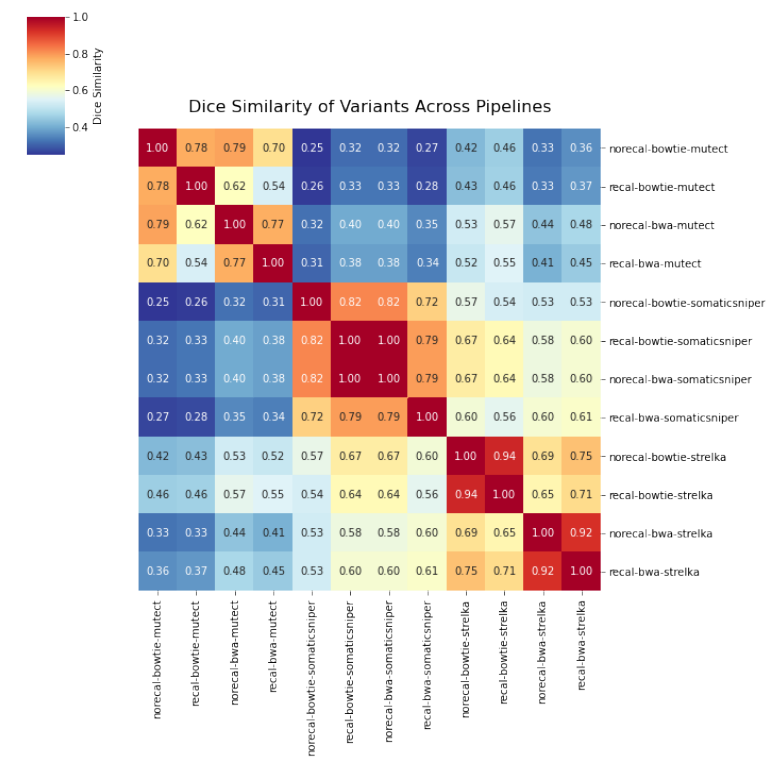 1.0
0.8
0.6
0.4
Dice Similarity
Dice Similarity of Variants Across Pipelines
1.00 0.78 0.79 0.70 0.25 0.32 0.32 0.27 0.42 0.46 0.33 0.36 norecal-bowtie-mutect
0.78 1.00 0.62 0.54 0.26 0.33 0.33 0.28 0.43 0.46 0.33 0.37 recal-bowtie-mutect
0.79 0.62 1.00 0.77 0.32 0.40 0.40 0.35 0.53 0.57 0.44 0.48 norecal-bwa-mutect
0.70 0.54 0.77 1.00 0.31 0.38 0.38 0.34 0.52 0.55 0.41 0.45 recal-bwa-mutect
0.25 0.26 0.32 0.31 1.00 0.82 0.82 0.72 0.57 0.54 0.53 0.53 norecal-bowtie-somaticsniper
0.32 0.33 0.40 0.38 0.82 1.00 1.00 0.79 0.67 0.64 0.58 0.60 recal-bowtie-somaticsniper
0.32 0.33 0.40 0.38 0.82 1.00 1.00 0.79 0.67 0.64 0.58 0.60 norecal-bwa-somaticsniper
0.27 0.28 0.35 0.34 0.72 0.79 0.79 1.00 0.60 0.56 0.60 0.61 recal-bwa-somaticsniper
0.42 0.43 0.53 0.52 0.57 0.67 0.67 0.60 1.00 0.94 0.69 0.75 norecal-bowtie-strelka
0.46 0.46 0.57 0.55 0.54 0.64 0.64 0.56 0.94 1.00 0.65 0.71 recal-bowtie-strelka
0.33 0.33 0.44 0.41 0.53 0.58 0.58 0.60 0.69 0.65 1.00 0.92 norecal-bwa-strelka
0.36 0.37 0.48 0.45 0.53 0.60 0.60 0.61 0.75 0.71 0.92 1.00 recal-bwa-strelka
norecal-bowtie-mutect
recal-bowtie-mutect
norecal-bwa-mutect
recal-bwa-mutect
norecal-bowtie-somaticsniper
recal-bowtie-somaticsniper
norecal-bwa-somaticsniper
recal-bwa-somaticsniper
norecal-bowtie-strelka
recal-bowtie-strelka
norecal-bwa-strelka
recal-bwa-strelka